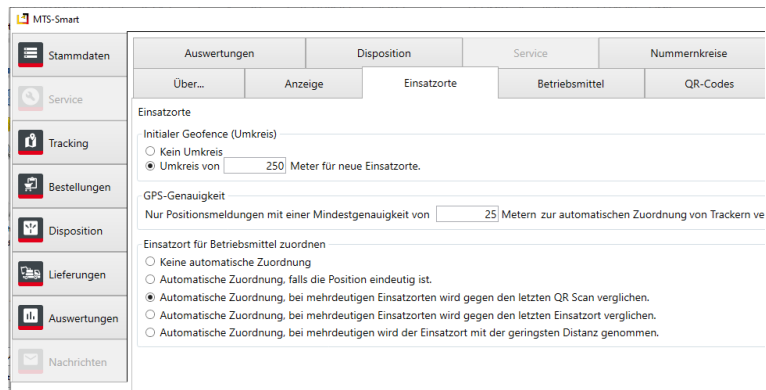 MTS-Smart
Stammdaten
Service
Tracking
Bestellungen
Disposition
Lieferungen
Auswertungen
Nachrichten
Auswertungen Disposition Service Nummernkreise
Über... Anzeige Einsatzorte Betriebsmittel QR-Codes
Einsatzorte
Initialer Geofence (Umkreis)
Kein Umkreis
Umkreis von 250 Meter für neue Einsatzorte.
GPS-Genauigkeit
Nur Positionsmeldungen mit einer Mindestgenauigkeit von 25 Metern zur automatischen Zuordnung von Trackern ve
Einsatzort für Betriebsmittel zuordnen
Keine automatische Zuordnung
Automatische Zuordnung, falls die Position eindeutig ist.
Automatische Zuordnung, bei mehrdeutigen Einsatzorten wird gegen den letzten QR Scan verglichen.
Automatische Zuordnung, bei mehrdeutigen Einsatzorten wird gegen den letzten Einsatzort verglichen.
Automatische Zuordnung, bei mehrdeutigen wird der Einsatzort mit der geringsten Distanz genommen.